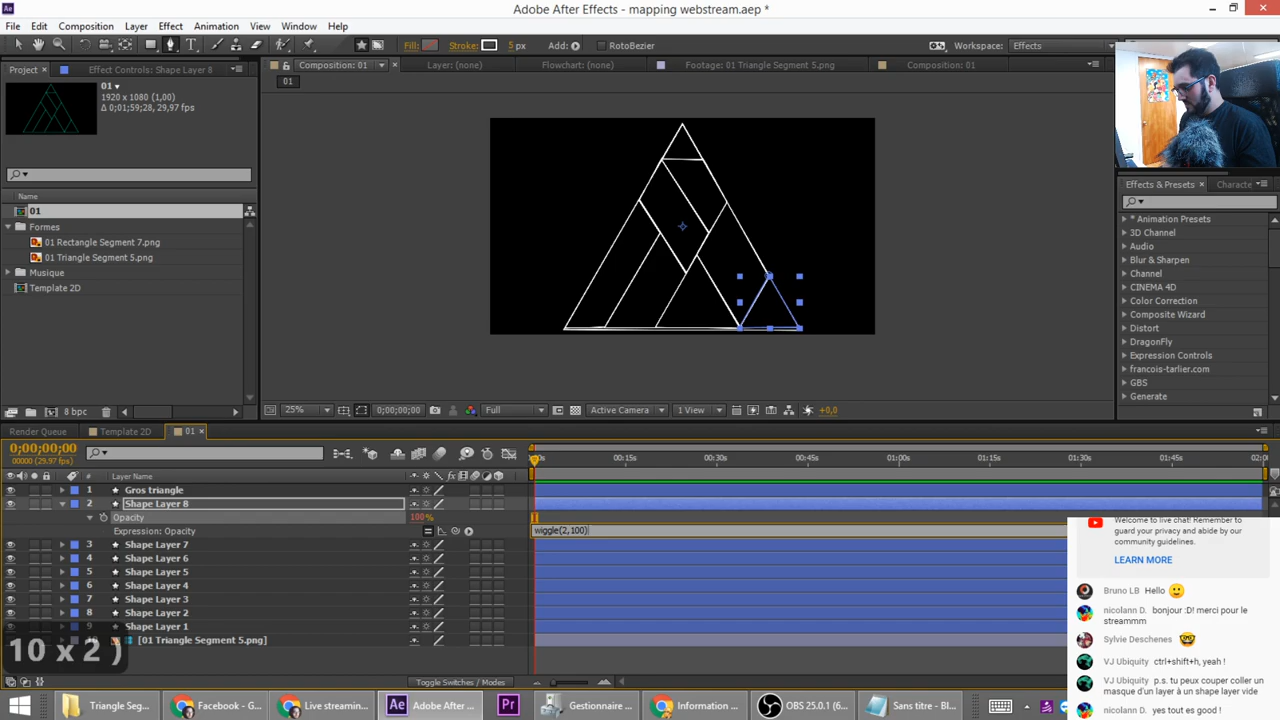 Adobe After Effects - mapping webstream.aep *
File Edit Composition Layer Effect Animation View Window Help
Fill: Stroke: 5 px Add: RotoBezier Workspace: Effects
Project Effect Controls: Shape Layer 8
Composition: 01 Layer: (none) Flowchart: (none) Footage: 01 Triangle Segment 5.png Composition: 01
01
01
1920 x 1080 (1,00)
Δ 0;01;59;28, 29,97 fps
Name
01
Formes
01 Rectangle Segment 7.png
01 Triangle Segment 5.png
Musique
Template 2D
8 bpc
25% 0;00;00;00 Full Active Camera 1 View +0,0
Effects & Presets Characte
* Animation Presets
3D Channel
Audio
Blur & Sharpen
Channel
CINEMA 4D
Color Correction
Composite Wizard
Distort
DragonFly
Expression Controls
francois-tarlier.com
GBS
Generate
Render Queue Template 2D 01
0;00;00;00
00000 (29.97 fps)
# Layer Name
00:15s 00:30s 00:45s 01:00s 01:15s 01:30s 01:45s 02:0
1 Gros triangle
2 Shape Layer 8
Opacity 100%
Expression: Opacity wiggle(2,100)
3 Shape Layer 7
4 Shape Layer 6
5 Shape Layer 5
6 Shape Layer 4
7 Shape Layer 3
8 Shape Layer 2
9 Shape Layer 1
[01 Triangle Segment 5.png]
10 x 2 )
Toggle Switches / Modes
Welcome to live chat! Remember to
guard your privacy and abide by our
community guidelines.
LEARN MORE
Bruno LB Hello
nicolann D. bonjour :D! merci pour le
streammm
Sylvie Deschenes
VJ Ubiquity ctrl+shift+h, yeah !
VJ Ubiquity p.s. tu peux couper coller un
masque d'un layer à un shape layer vide
nicolann D. yes tout es good !
Triangle Seg... Facebook - G... Live streamin... Ae Adobe After ... Pr Gestionnaire ... Information ... OBS 25.0.1 (6... Sans titre - Bl...